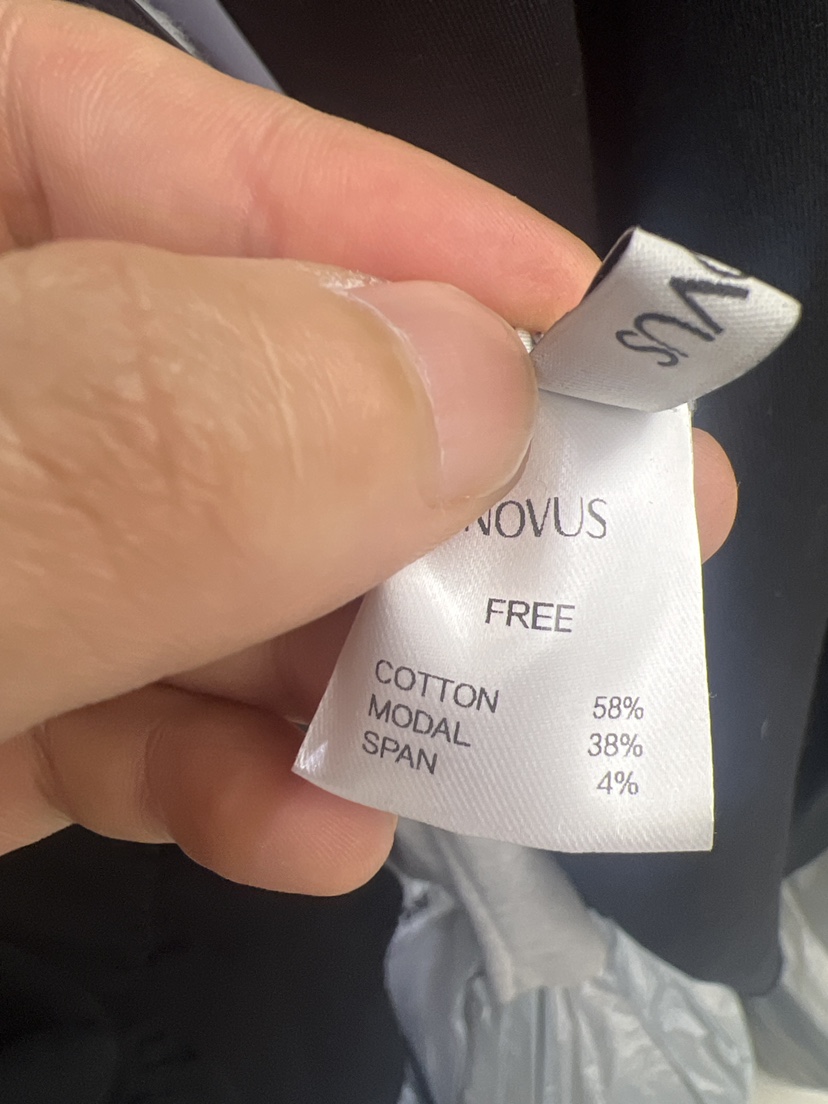 NOVUS
FREE
COTTON 58%
MODAL 38%
SPAN 4%